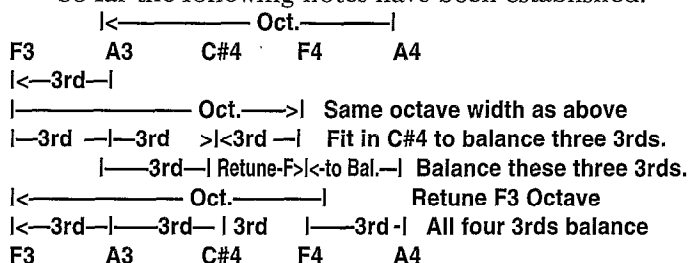 So far the following notes have been established:
|<——— Oct.———|
F3 A3 C#4 F4 A4
|<—3rd—|
|—————— Oct.——>| Same octave width as above
|—3rd —|—3rd >|<3rd —| Fit in C#4 to balance three 3rds.
|——3rd—| Retune-F>|<-to Bal.—| Balance these three 3rds.
|<————— Oct.————| Retune F3 Octave
|<—3rd—|——3rd—| 3rd |——3rd -| All four 3rds balance
F3 A3 C#4 F4 A4